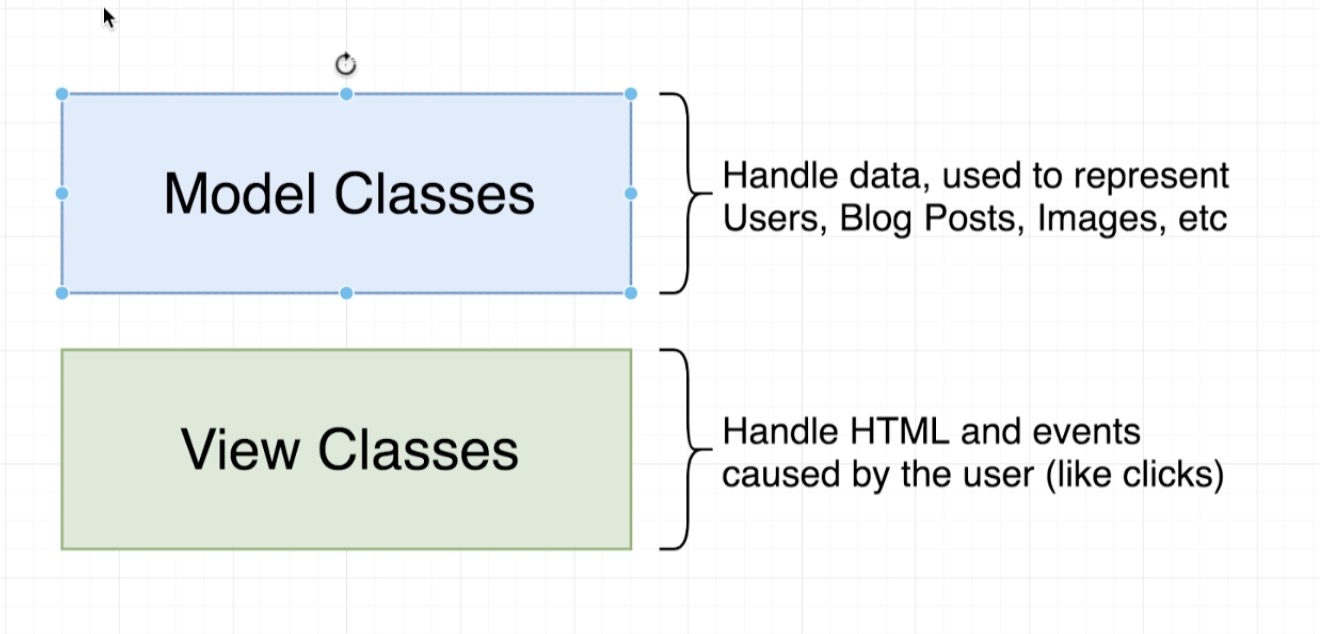 Model Classes
Handle data, used to represent
Users, Blog Posts, Images, etc
View Classes
Handle HTML and events
caused by the user (like clicks)